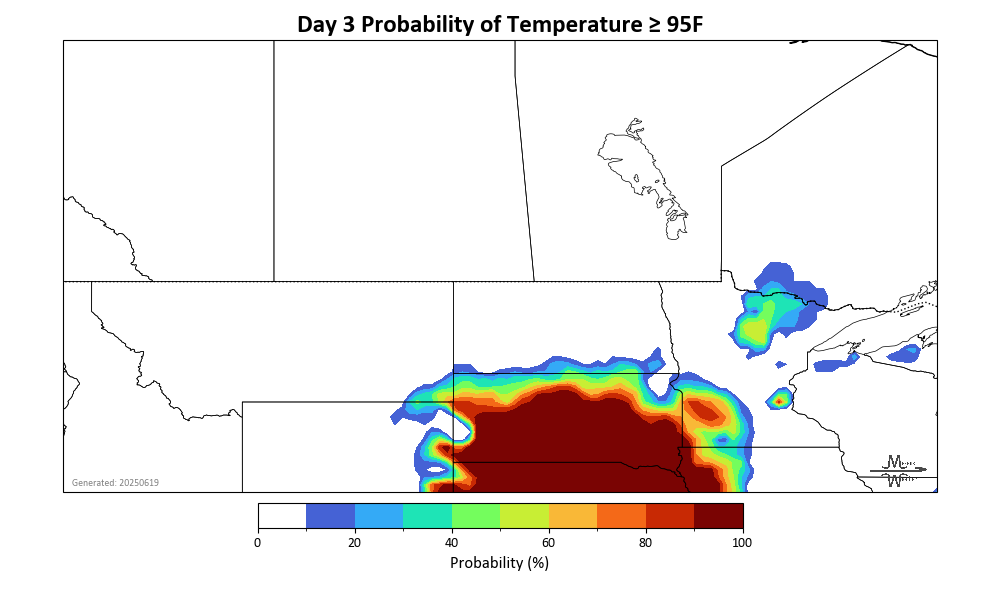 Day 3 Probability of Temperature ≥ 95F
Generated: 20250619
0 20 40 60 80 100
Probability (%)